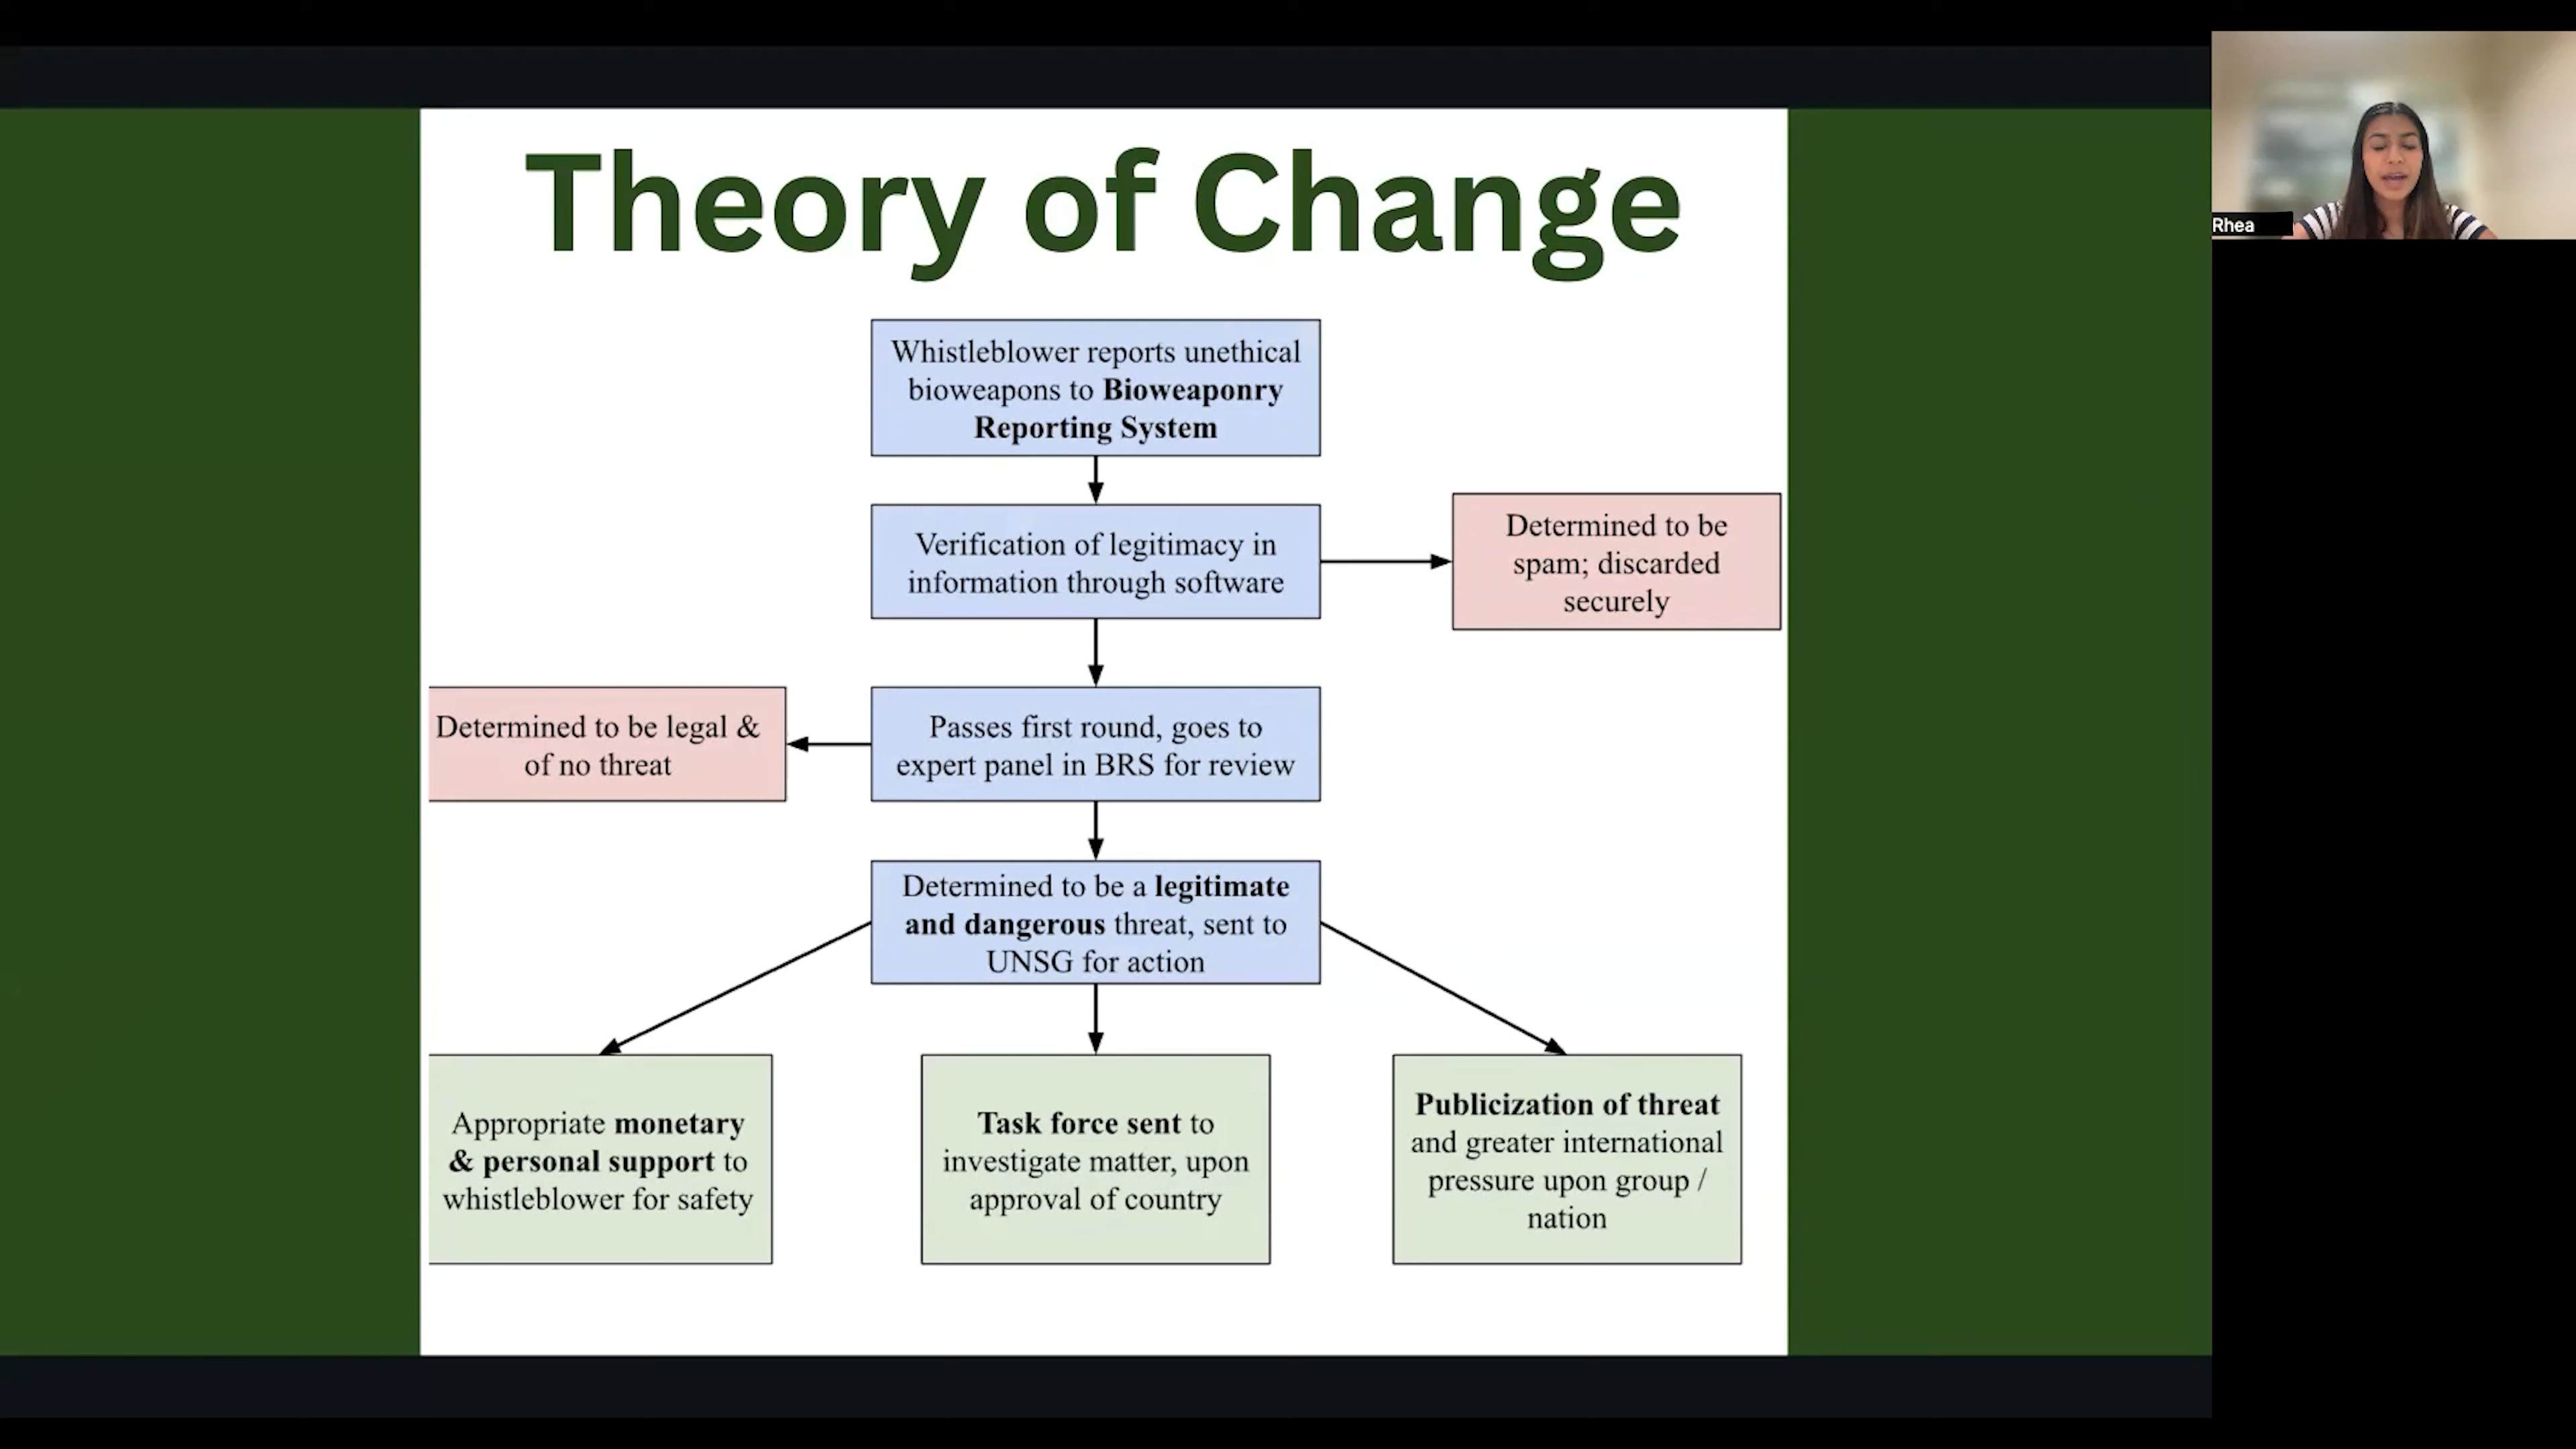 Theory of Change
Rhea
Whistleblower reports unethical
bioweapons to Bioweaponry
Reporting System
Verification of legitimacy in
information through software
Determined to be
spam; discarded
securely
Determined to be legal &
of no threat
Passes first round, goes to
expert panel in BRS for review
Determined to be a legitimate
and dangerous threat, sent to
UNSG for action
Appropriate monetary
& personal support to
whistleblower for safety
Task force sent to
investigate matter, upon
approval of country
Publicization of threat
and greater international
pressure upon group /
nation